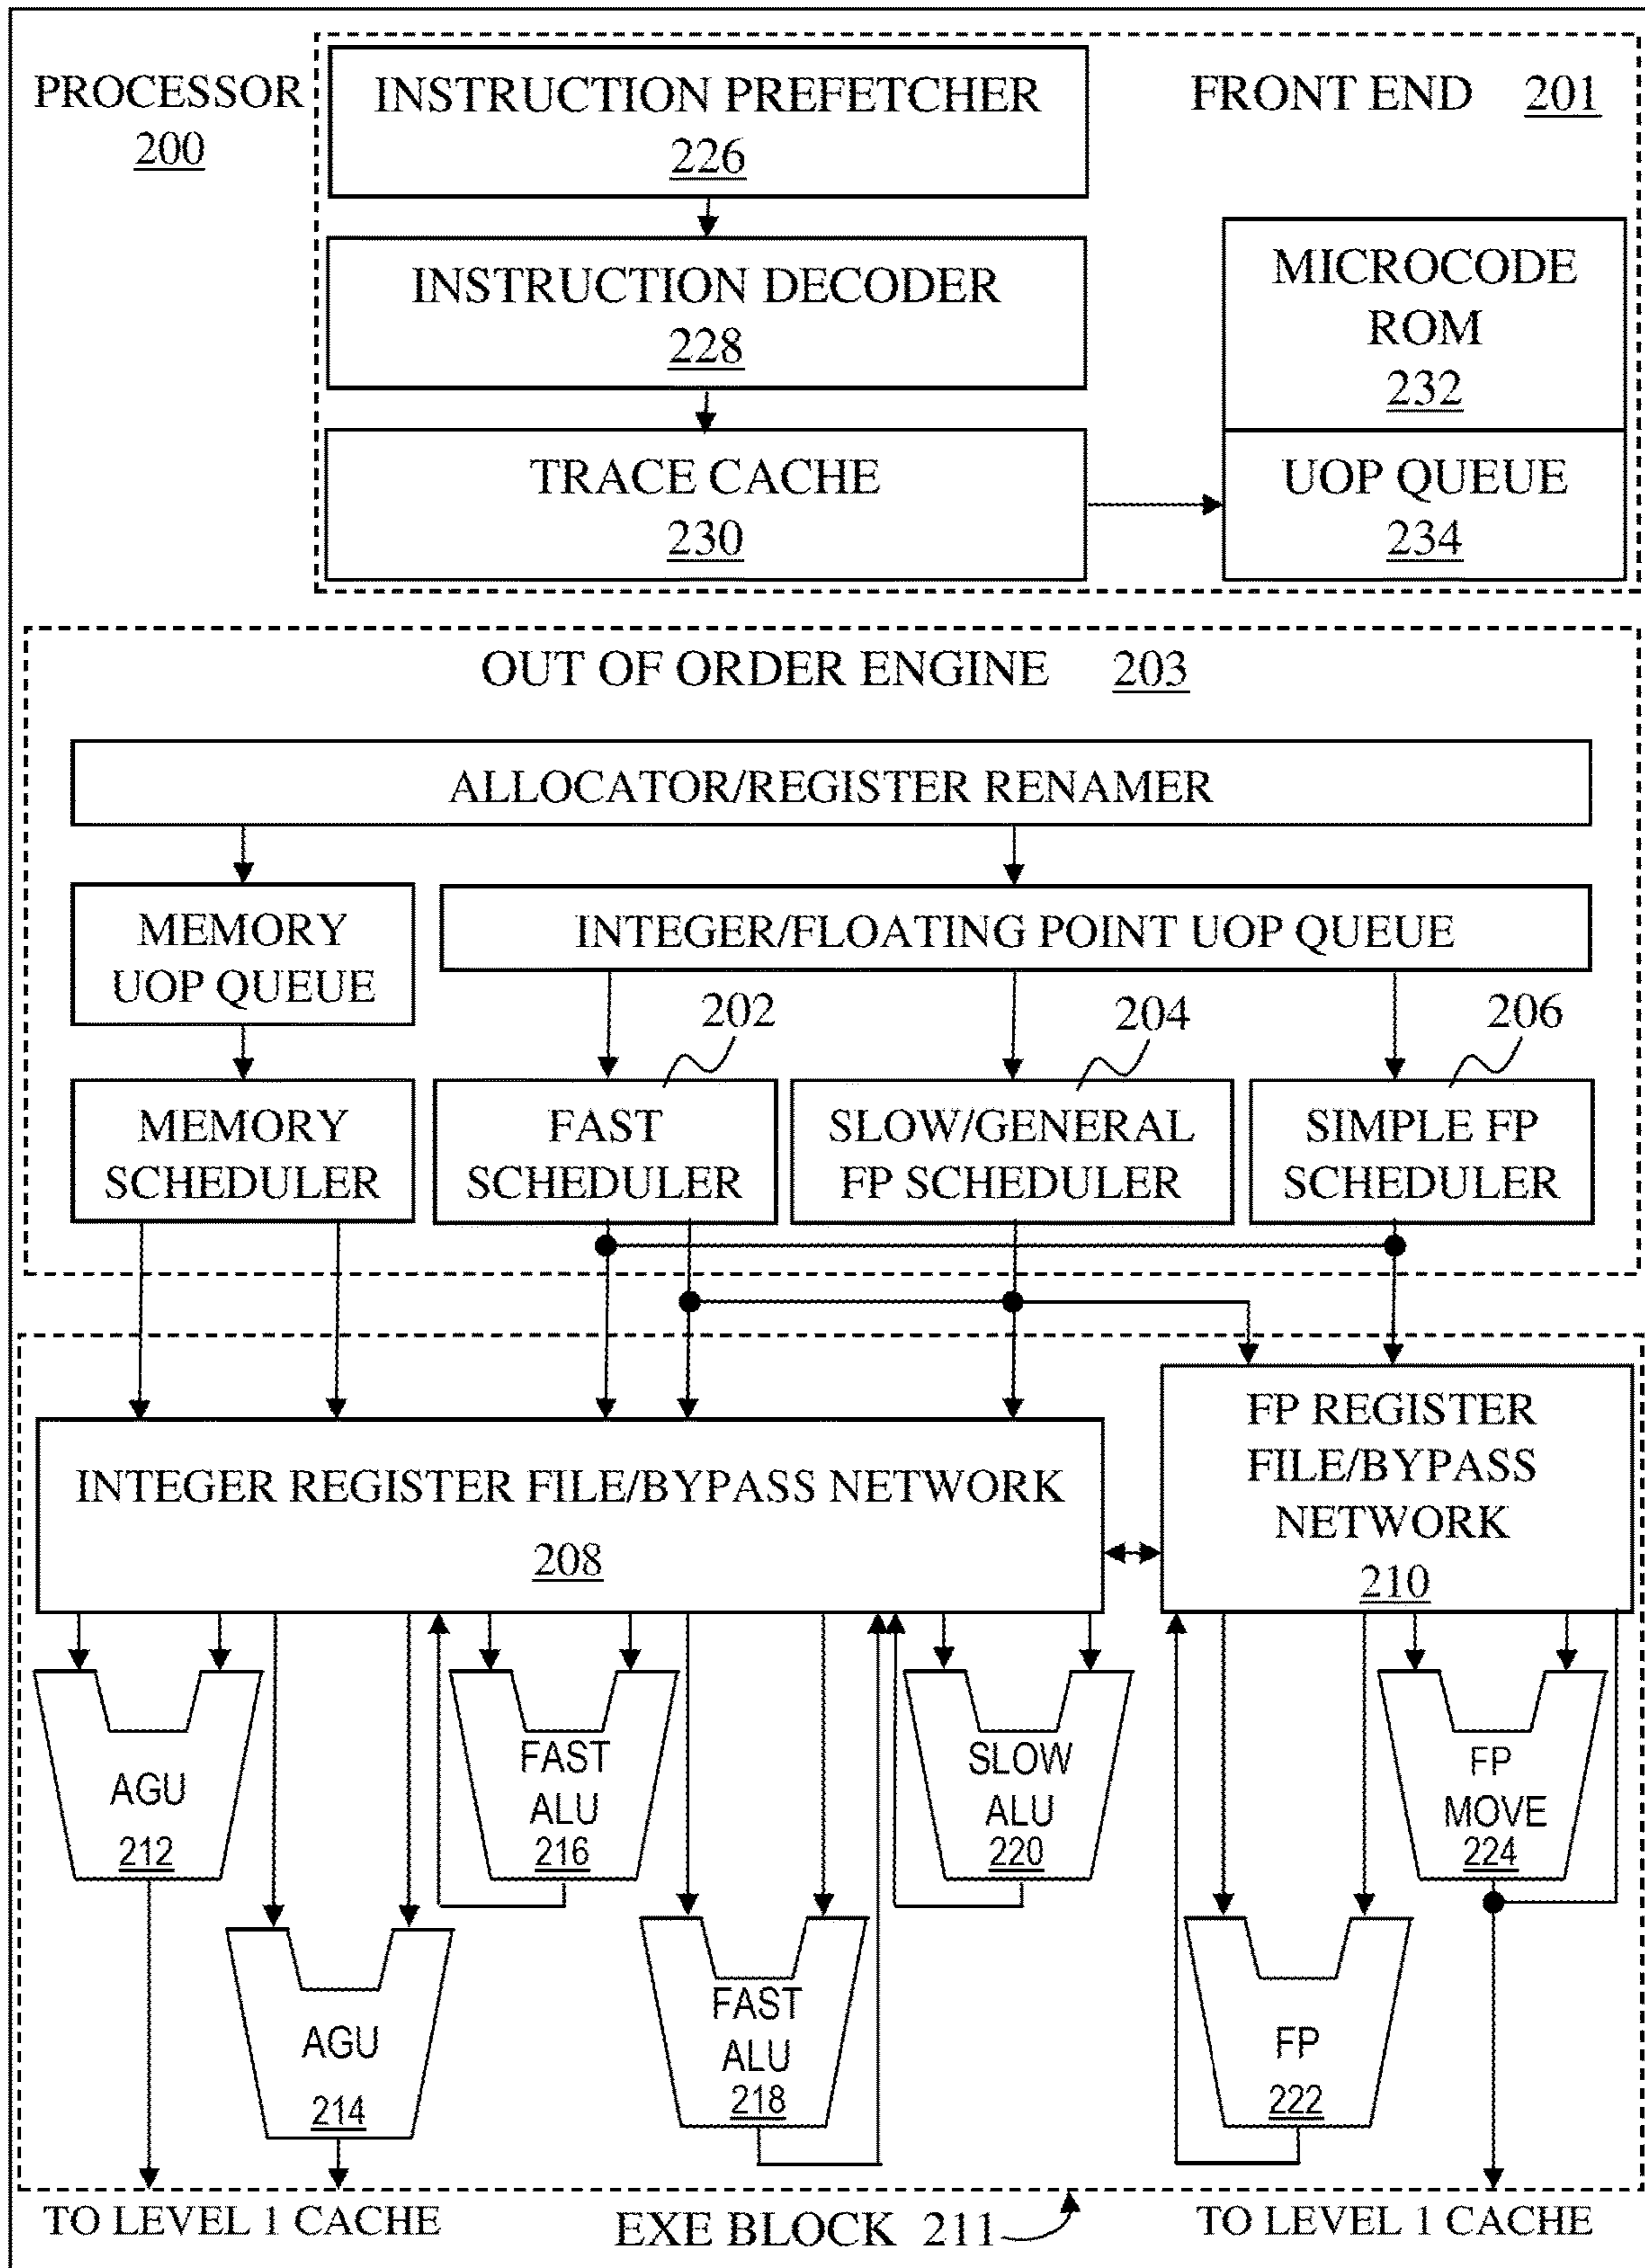 PROCESSOR
200
INSTRUCTION PREFETCHER
226
FRONT END 201
INSTRUCTION DECODER
228
MICROCODE
ROM
232
TRACE CACHE
230
UOP QUEUE
234
OUT OF ORDER ENGINE 203
ALLOCATOR/REGISTER RENAMER
MEMORY
UOP QUEUE
INTEGER/FLOATING POINT UOP QUEUE
202
204
206
MEMORY
SCHEDULER
FAST
SCHEDULER
SLOW/GENERAL
FP SCHEDULER
SIMPLE FP
SCHEDULER
INTEGER REGISTER FILE/BYPASS NETWORK
208
FP REGISTER
FILE/BYPASS
NETWORK
210
AGU
212
FAST
ALU
216
SLOW
ALU
220
FP
MOVE
224
AGU
214
FAST
ALU
218
FP
222
TO LEVEL 1 CACHE
EXE BLOCK 211
TO LEVEL 1 CACHE